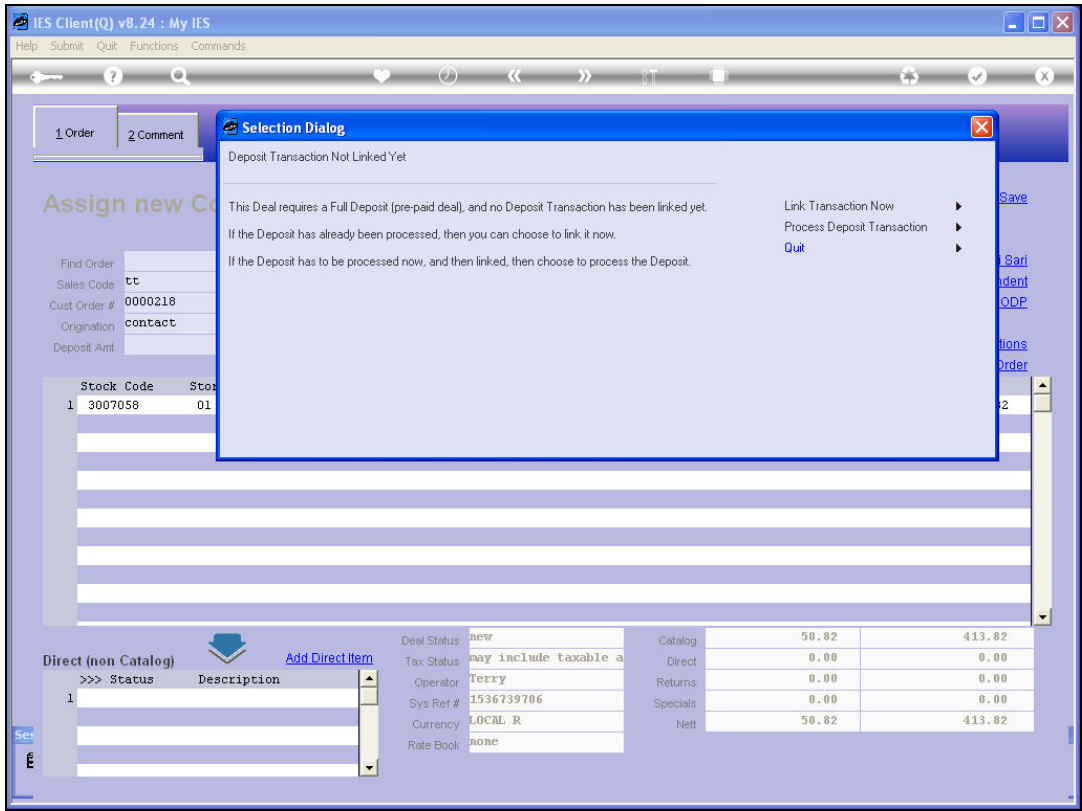 IES Client(Q) v8.24 : My IES
Help Submit Quit Functions Commands
1 Order
2 Comment
Selection Dialog
Deposit Transaction Not Linked Yet
This Deal requires a Full Deposit (pre-paid deal), and no Deposit Transaction has been linked yet.
If the Deposit has already been processed, then you can choose to link it now.
If the Deposit has to be processed now, and then linked, then choose to process the Deposit.
Link Transaction Now
Process Deposit Transaction
Quit
Assign new
Save
Find Order
Sari
Sales Code tt
Cust Order # 0000218
ODP
Origination contact
Deposit Amt
Order
Stock Code
1 3007058 01
Deal Status new
Tax Status may include taxable a
Operator Terry
Sys Ref # 1536739706
Currency LOCAL R
Rate Book none
Catalog 50.82 413.82
Direct 0.00 0.00
Returns 0.00 0.00
Specials 0.00 0.00
Nett 50.82 413.82
Direct (non Catalog)
Add Direct Item
>>> Status Description
1